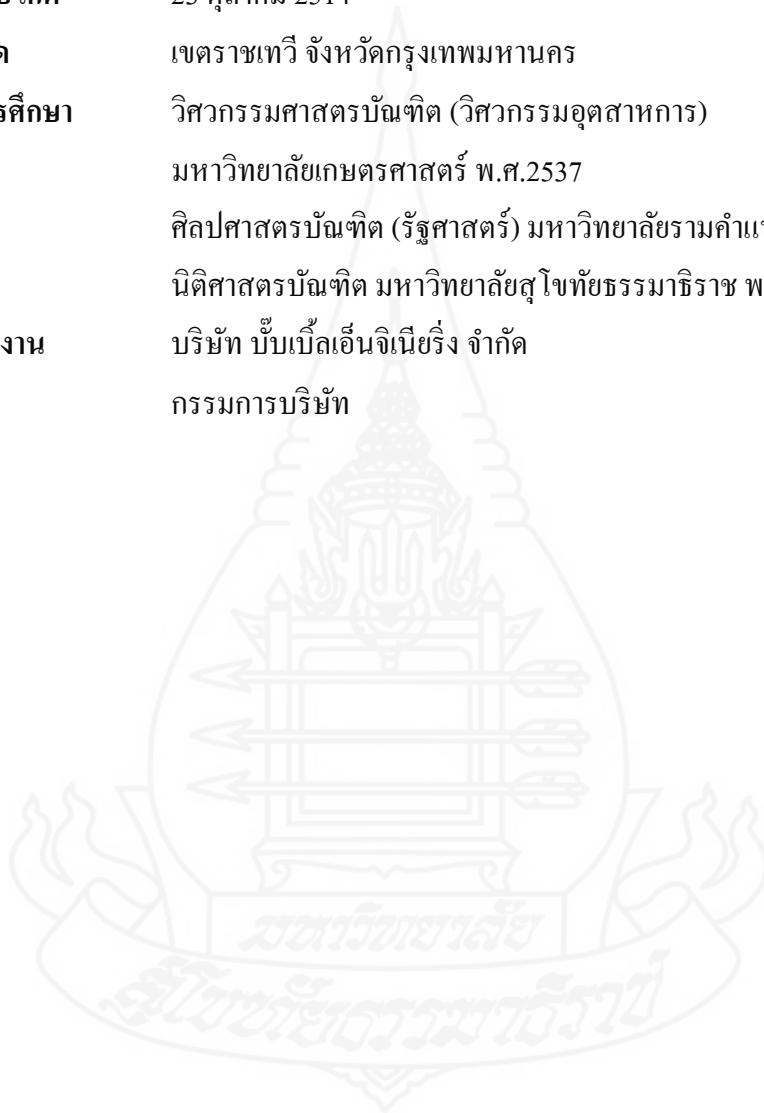 เขตราชเทวี จังหวัดกรุงเทพมหานคร
วิศวกรรมศาสตรบัณฑิต (วิศวกรรมอุตสาหการ)
มหาวิทยาลัยเกษตรศาสตร์ พ.ศ.2537
ศิลปศาสตรบัณฑิต (รัฐศาสตร์)
นิติศาสตรบัณฑิต มหาวิทยาลัยสุโขทัยธรรมาธิราช
งาน บริษัท บั๊บเบิ้ลเอ็นจิเนียริ่ง จำกัด
กรรมการบริษัท
มหาวิทยาลัย
สุโขทัยธรรมาธิราช